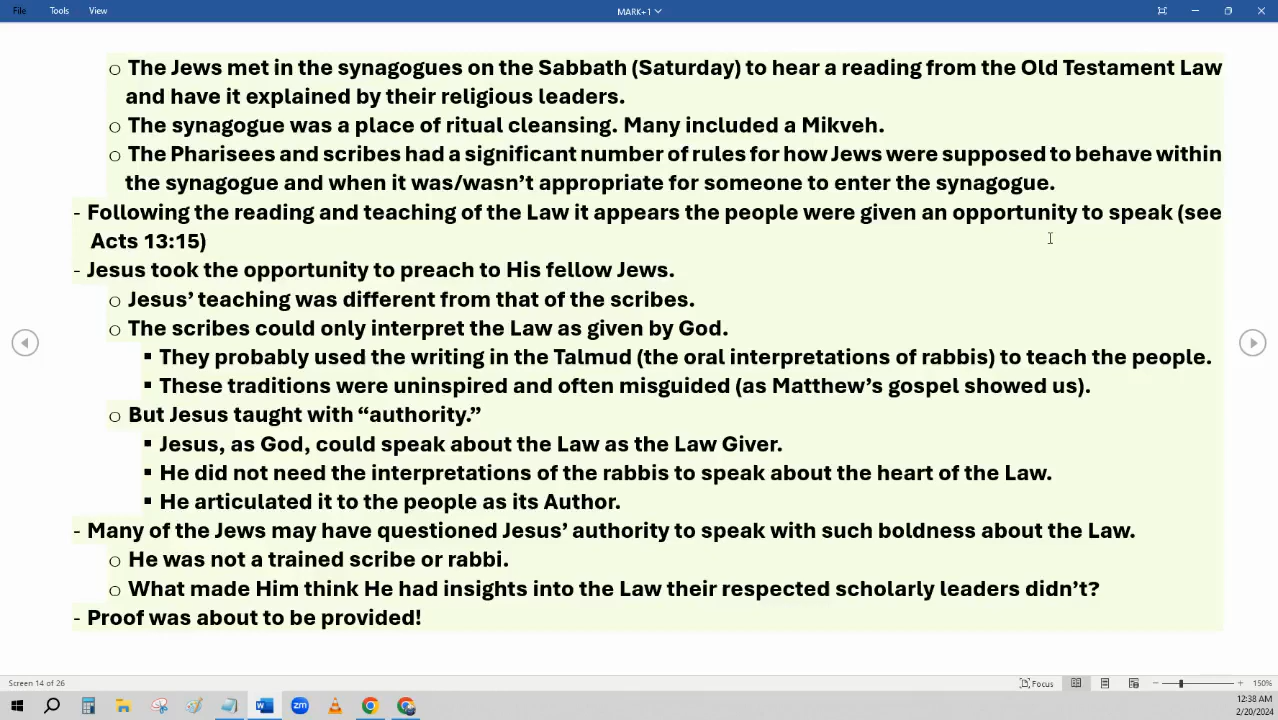 File Tools View MARK+1
o The Jews met in the synagogues on the Sabbath (Saturday) to hear a reading from the Old Testament Law
and have it explained by their religious leaders.
o The synagogue was a place of ritual cleansing. Many included a Mikveh.
o The Pharisees and scribes had a significant number of rules for how Jews were supposed to behave within
the synagogue and when it was/wasn’t appropriate for someone to enter the synagogue.
- Following the reading and teaching of the Law it appears the people were given an opportunity to speak (see
Acts 13:15)
- Jesus took the opportunity to preach to His fellow Jews.
o Jesus’ teaching was different from that of the scribes.
o The scribes could only interpret the Law as given by God.
▪ They probably used the writing in the Talmud (the oral interpretations of rabbis) to teach the people.
▪ These traditions were uninspired and often misguided (as Matthew’s gospel showed us).
o But Jesus taught with “authority.”
▪ Jesus, as God, could speak about the Law as the Law Giver.
▪ He did not need the interpretations of the rabbis to speak about the heart of the Law.
▪ He articulated it to the people as its Author.
- Many of the Jews may have questioned Jesus’ authority to speak with such boldness about the Law.
o He was not a trained scribe or rabbi.
o What made Him think He had insights into the Law their respected scholarly leaders didn’t?
- Proof was about to be provided!
Screen 14 of 26 Focus 150%
zm
12:38 AM
2/20/2024